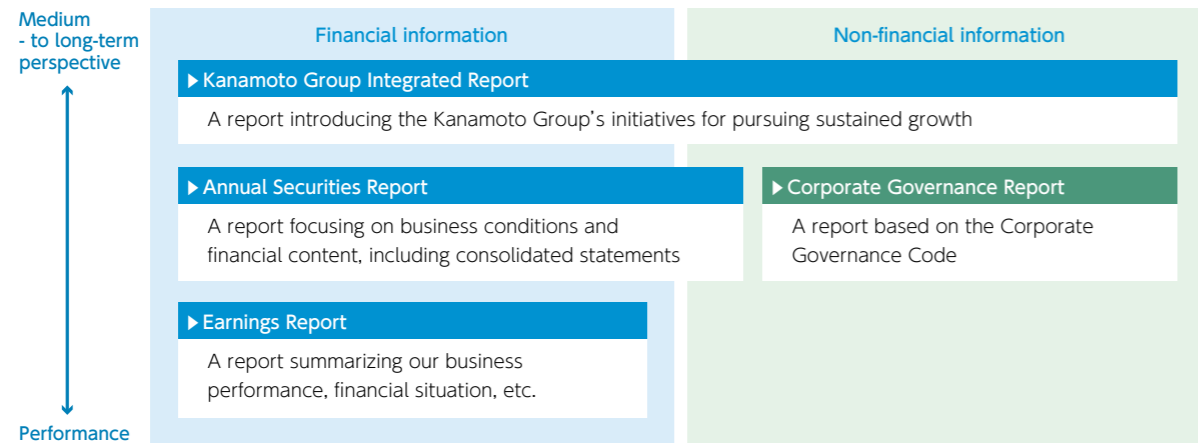 Medium
- to long-term
perspective
Financial information
Non-financial information
▶Kanamoto Group Integrated Report
A report introducing the Kanamoto Group's initiatives for pursuing sustained growth
▶Annual Securities Report
A report focusing on business conditions and
financial content, including consolidated statements
▶Corporate Governance Report
A report based on the Corporate
Governance Code
▶Earnings Report
A report summarizing our business
performance, financial situation, etc.
Performance